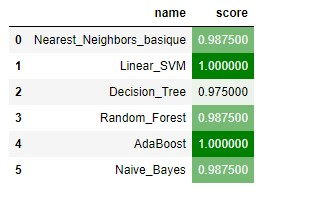 name score
0 Nearest_Neighbors_basique 0.987500
1 Linear_SVM 1.000000
2 Decision_Tree 0.975000
3 Random_Forest 0.987500
4 AdaBoost 1.000000
5 Naive_Bayes 0.987500